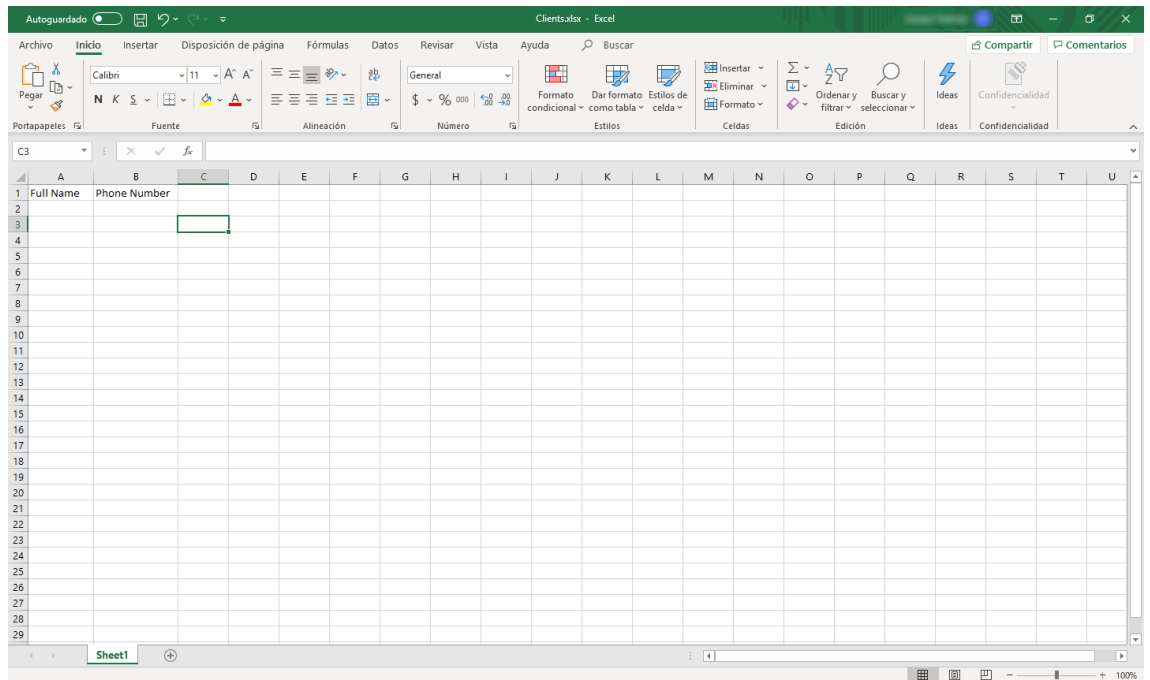 Autoguardado Clients.xlsx - Excel
Archivo Inicio Insertar Disposición de página Fórmulas Datos Revisar Vista Ayuda Buscar Compartir Comentarios
Pegar
Calibri 11 A^ A˅
N K S A
ab
General
$ % 000
Formato condicional
Dar formato como tabla
Estilos de celda
Insertar
Eliminar
Formato
Σ
Ordenar y filtrar
Buscar y seleccionar
Ideas
Confidencialidad
Portapapeles Fuente Alineación Número Estilos Celdas Edición Ideas Confidencialidad
C3 fx
A B C D E F G H I J K L M N O P Q R S T U
1 Full Name Phone Number
2
3
4
5
6
7
8
9
10
11
12
13
14
15
16
17
18
19
20
21
22
23
24
25
26
27
28
29
Sheet1
100%